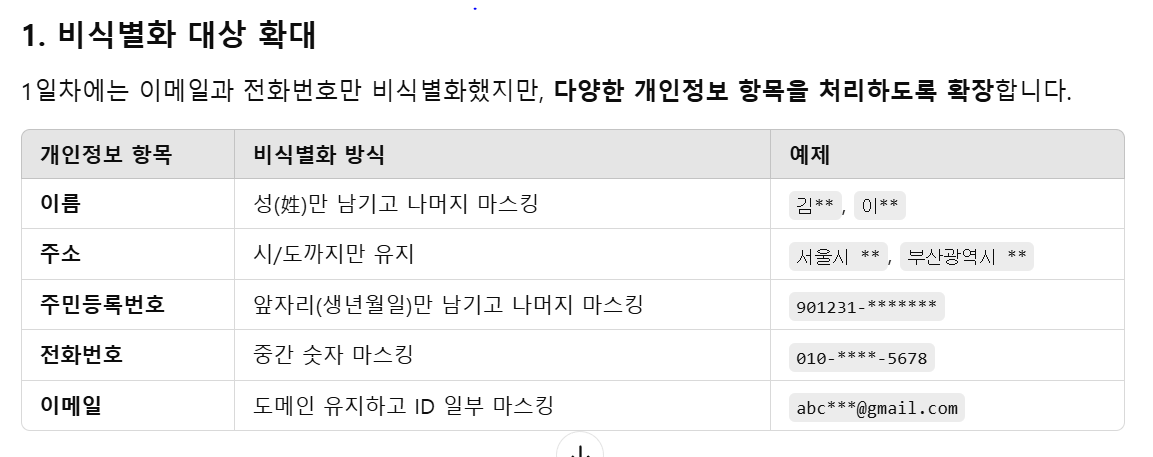 1. 비식별화 대상 확대
1일차에는 이메일과 전화번호만 비식별화했지만, 다양한 개인정보 항목을 처리하도록 확장합니다.
개인정보 항목 비식별화 방식 예제
이름 성(姓)만 남기고 나머지 마스킹 김**, 이**
주소 시/도까지만 유지 서울시 **, 부산광역시 **
주민등록번호 앞자리(생년월일)만 남기고 나머지 마스킹 901231-*******
전화번호 중간 숫자 마스킹 010-****-5678
이메일 도메인 유지하고 ID 일부 마스킹 abc***@gmail.com